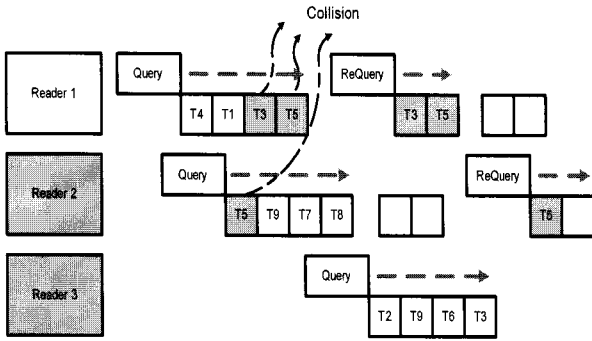 Collision
Reader 1
Query
T4 T1 T3 T5
ReQuery
T3 T5
Reader 2
Query
T5 T9 T7 T8
ReQuery
T5
Reader 3
Query
T2 T9 T6 T3